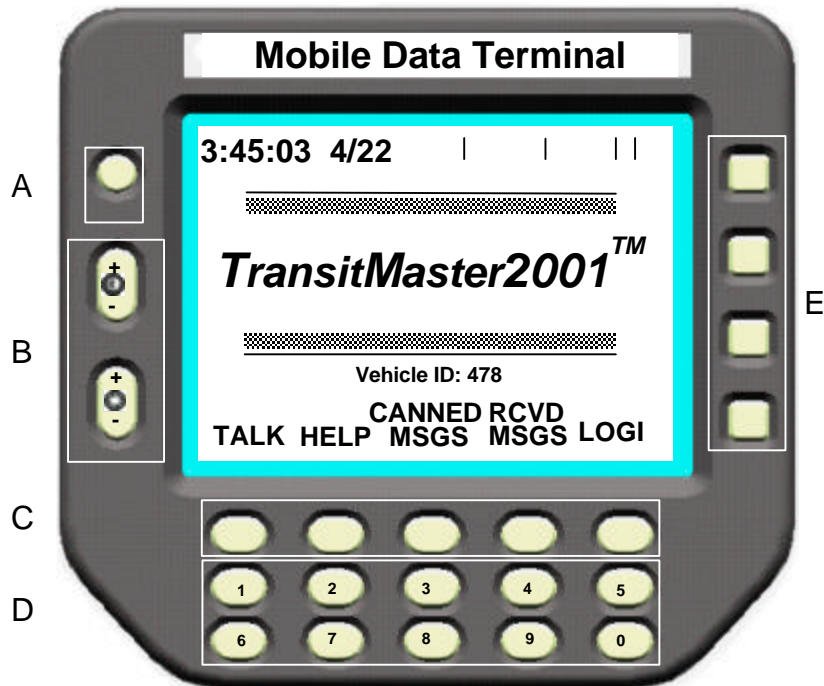 Mobile Data Terminal
3:45:03 4/22
A
TransitMaster2001™
E
B
Vehicle ID: 478
TALK HELP CANNED MSGS RCVD MSGS LOGI
C
1 2 3 4 5
D
6 7 8 9 0
+
-
+
-